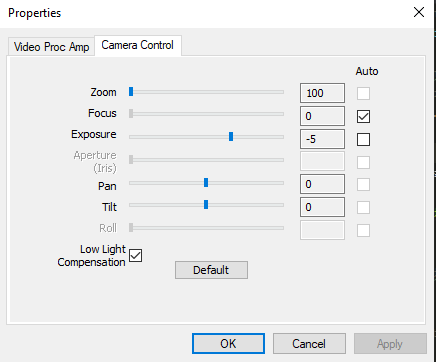 Properties
Video Proc Amp
Camera Control
Auto
Zoom 100
Focus 0
Exposure -5
Aperture
(Iris)
Pan 0
Tilt 0
Roll
Low Light
Compensation
Default
OK Cancel Apply